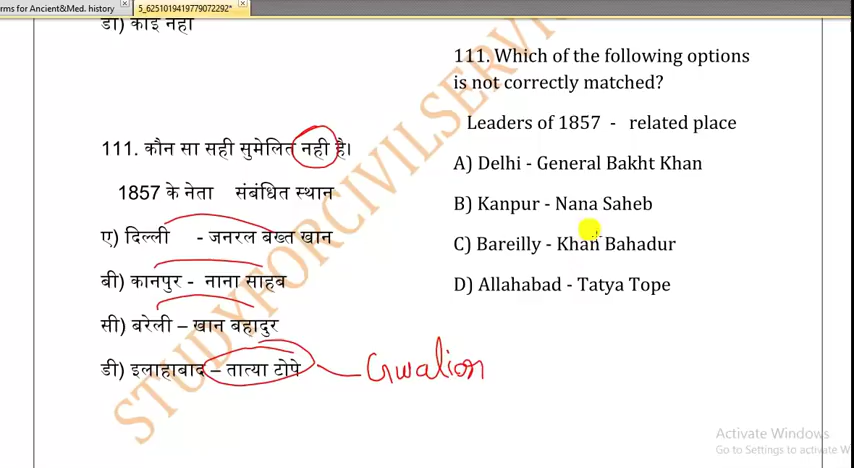 rms for Ancient&Med. history
5_6251019419779072292*
डी) कोई नही
111. कौन सा सही सुमेलित नही है।
1857 के नेता संबंधित स्थान
ए) दिल्ली - जनरल बख्त खान
बी) कानपुर - नाना साहब
सी) बरेली – खान बहादुर
डी) इलाहाबाद – तात्या टोपे
Gwalior
111. Which of the following options
is not correctly matched?
Leaders of 1857 - related place
A) Delhi - General Bakht Khan
B) Kanpur - Nana Saheb
C) Bareilly - Khan Bahadur
D) Allahabad - Tatya Tope
STUDYFORCIVILSERVICES
Activate Windows
Go to Settings to activate W